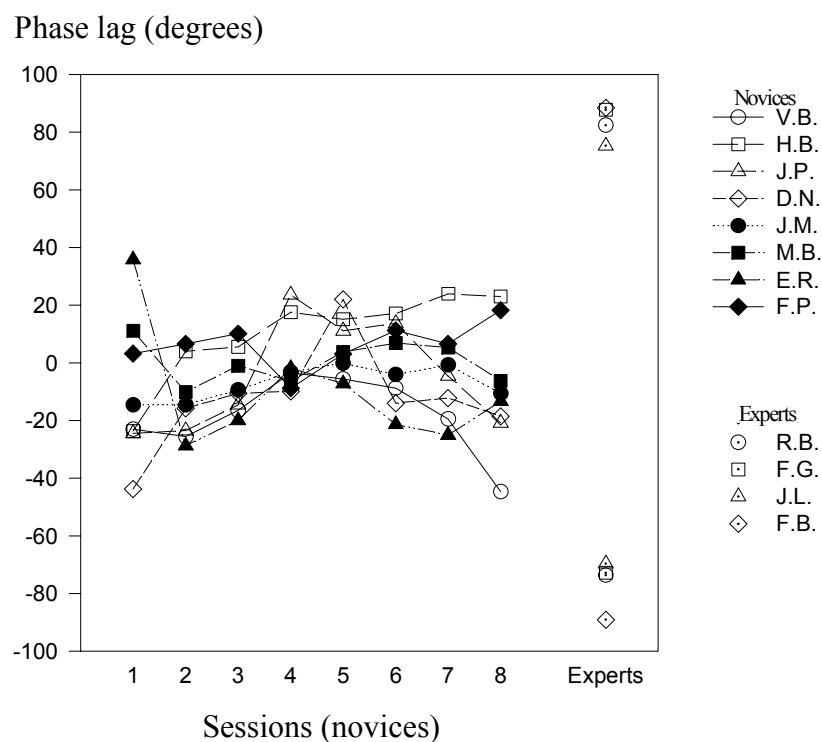 Phase lag (degrees)
100
80
60
40
20
0
-20
-40
-60
-80
-100
1 2 3 4 5 6 7 8 Experts
Sessions (novices)
Novices
V.B.
H.B.
J.P.
D.N.
J.M.
M.B.
E.R.
F.P.
Experts
R.B.
F.G.
J.L.
F.B.